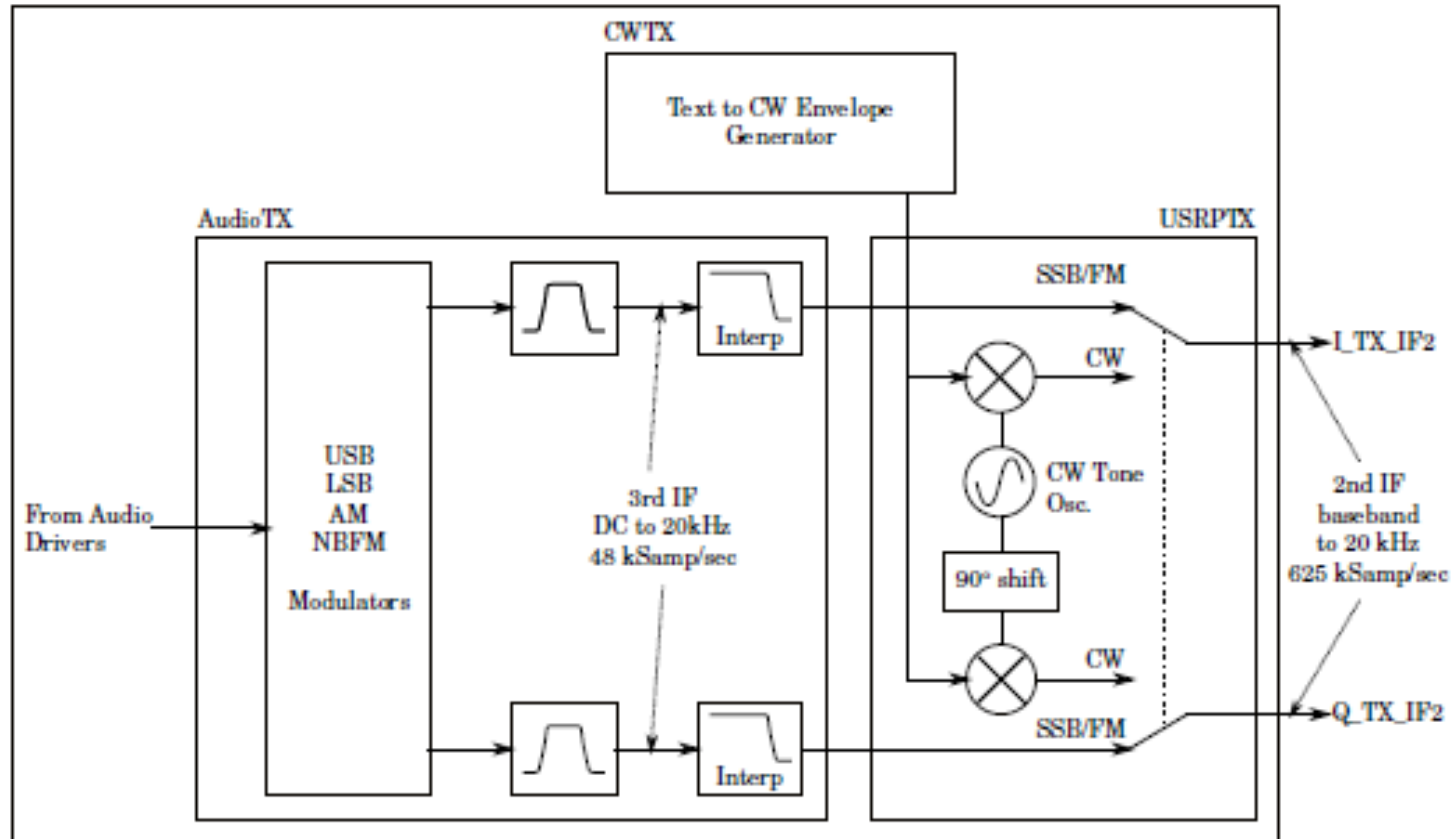 CWTX
Text to CW Envelope
Generator
AudioTX
USRPTX
SSB/FM
Interp
I_TX_IF2
CW
USB
LSB
AM
NBFM
Modulators
From Audio
Drivers
3rd IF
DC to 20kHz
48 kSamp/sec
CW Tone
Osc.
2nd IF
baseband
to 20 kHz
625 kSamp/sec
90° shift
CW
SSB/FM
Q_TX_IF2
Interp